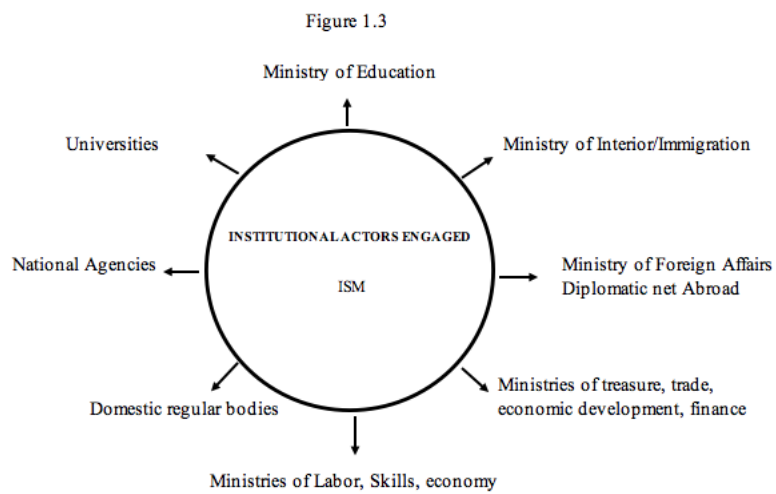 Figure 1.3
Ministry of Education
Universities
Ministry of Interior/Immigration
INSTITUTIONAL ACTORS ENGAGED
National Agencies
Ministry of Foreign Affairs
Diplomatic net Abroad
ISM
Ministries of treasure, trade,
economic development, finance
Domestic regular bodies
Ministries of Labor, Skills, economy